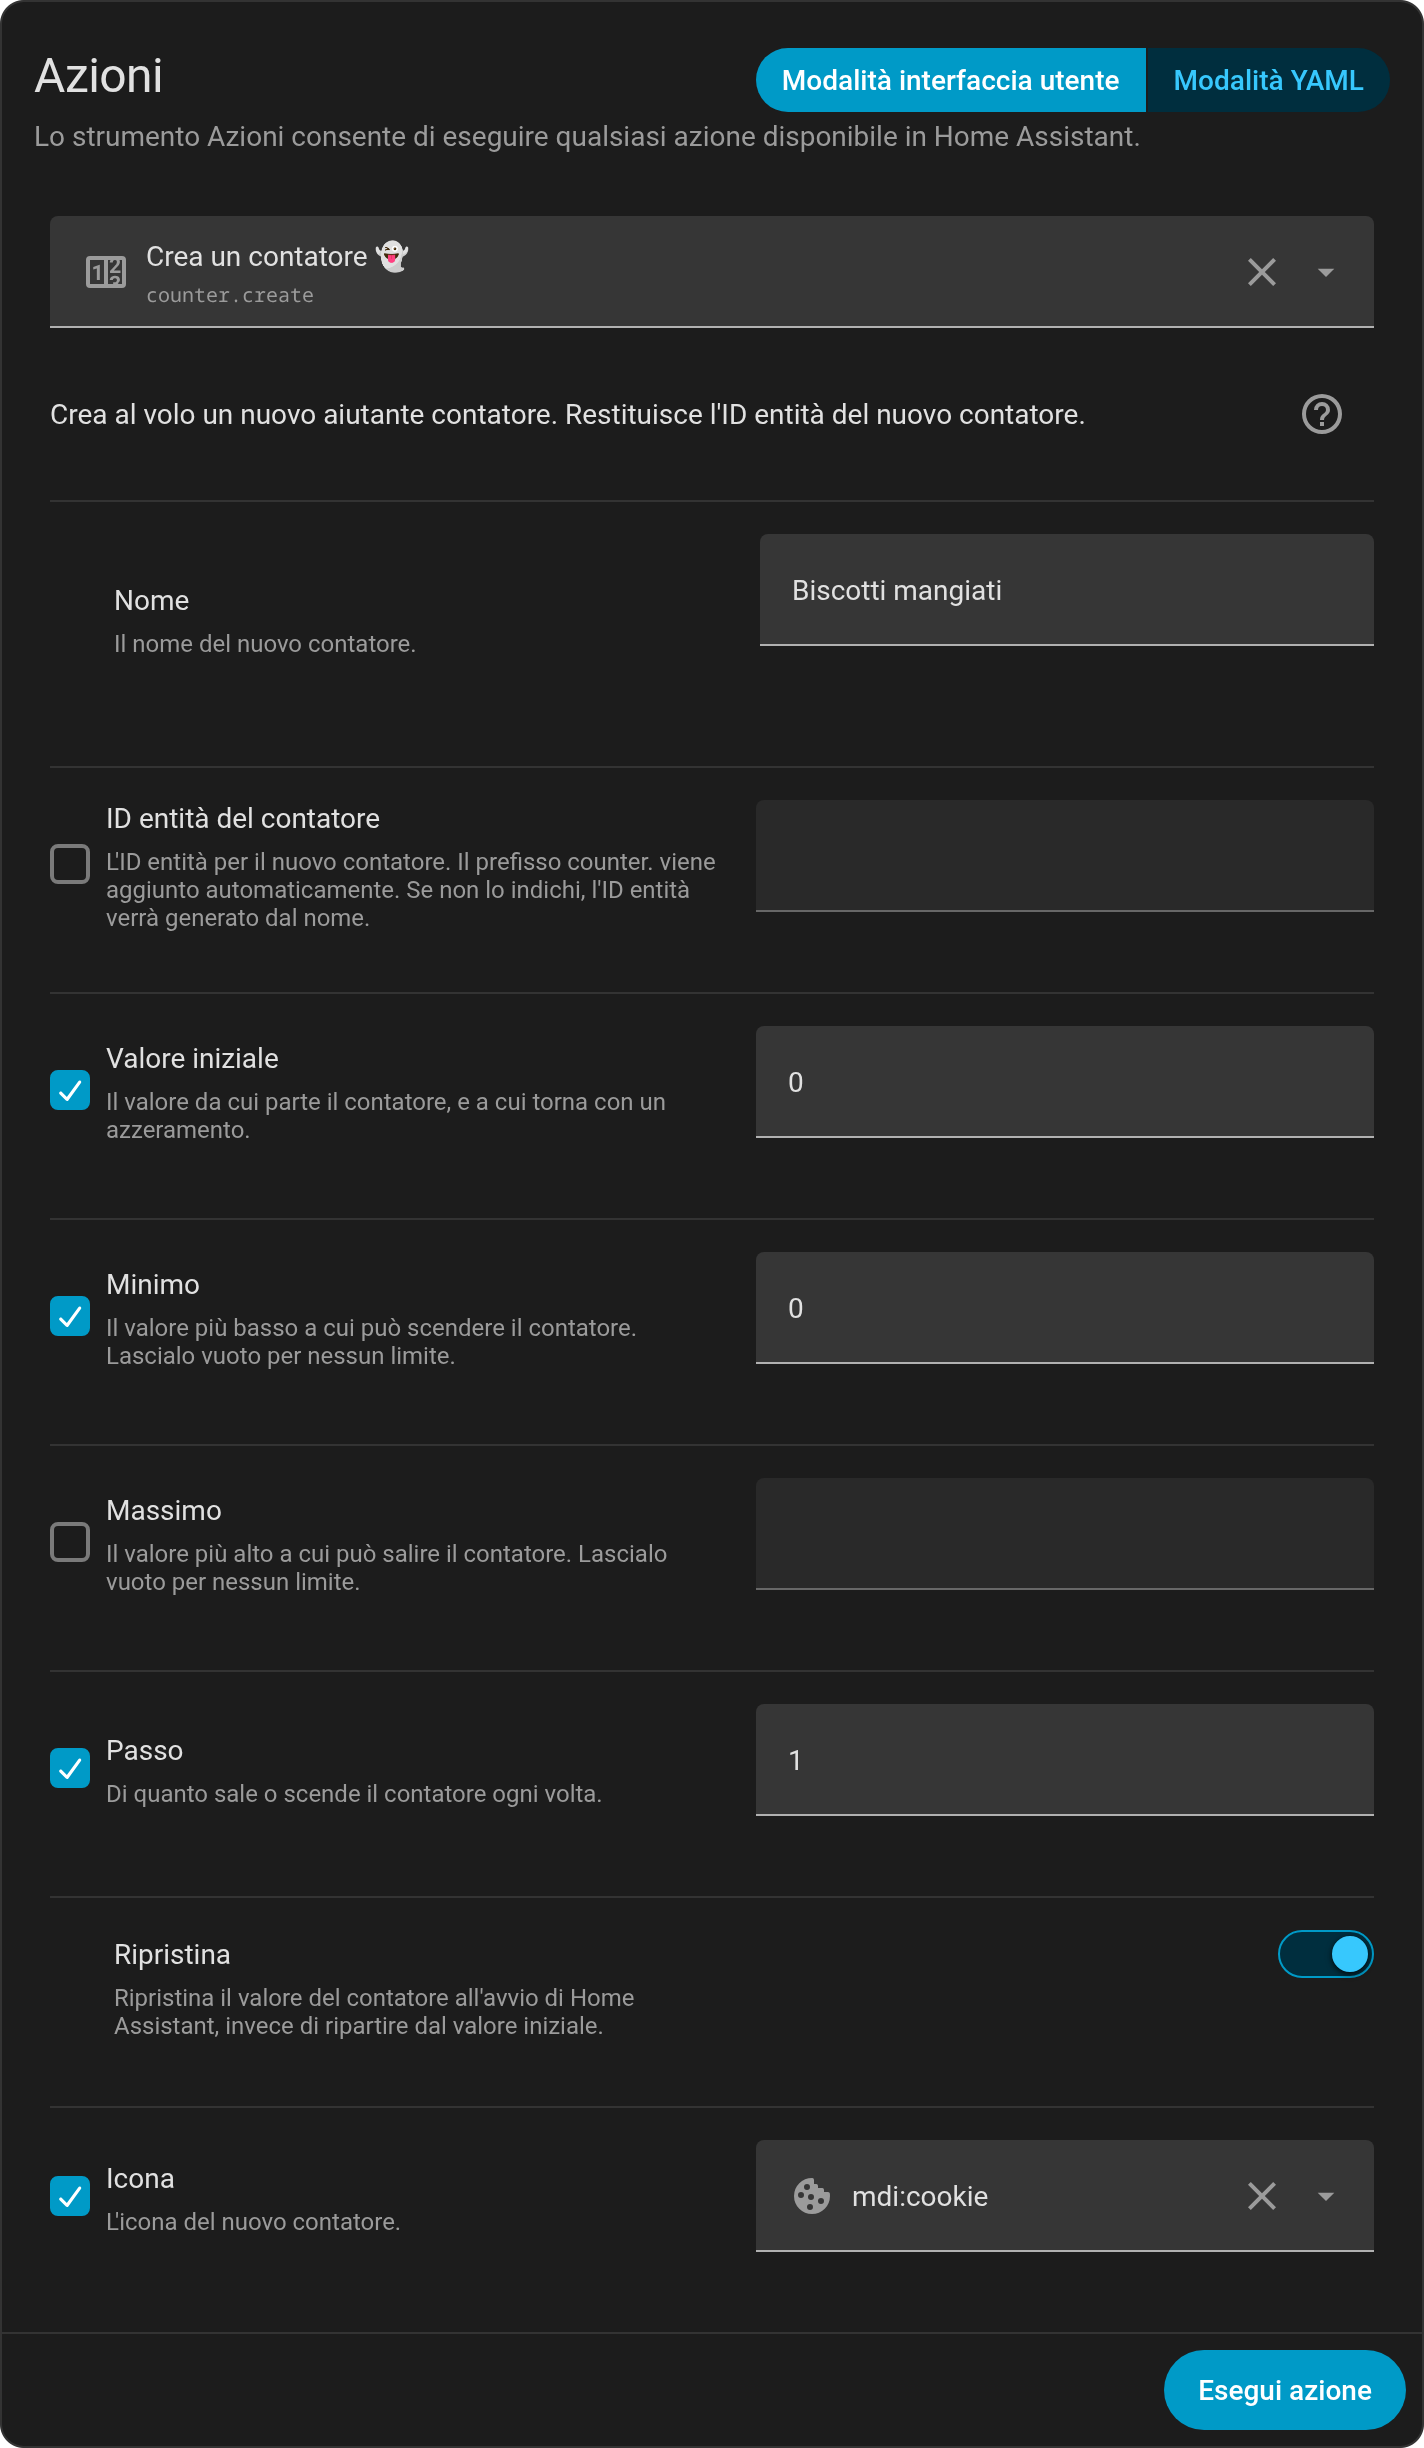 Azioni
Modalità interfaccia utente
Modalità YAML
Lo strumento Azioni consente di eseguire qualsiasi azione disponibile in Home Assistant.
Crea un contatore 👻
counter.create
Crea al volo un nuovo aiutante contatore. Restituisce l'ID entità del nuovo contatore.
Nome
Il nome del nuovo contatore.
Biscotti mangiati
ID entità del contatore
L'ID entità per il nuovo contatore. Il prefisso counter. viene
aggiunto automaticamente. Se non lo indichi, l'ID entità
verrà generato dal nome.
Valore iniziale
Il valore da cui parte il contatore, e a cui torna con un
azzeramento.
0
Minimo
Il valore più basso a cui può scendere il contatore.
Lascialo vuoto per nessun limite.
0
Massimo
Il valore più alto a cui può salire il contatore. Lascialo
vuoto per nessun limite.
Passo
Di quanto sale o scende il contatore ogni volta.
1
Ripristina
Ripristina il valore del contatore all'avvio di Home
Assistant, invece di ripartire dal valore iniziale.
Icona
L'icona del nuovo contatore.
mdi:cookie
Esegui azione